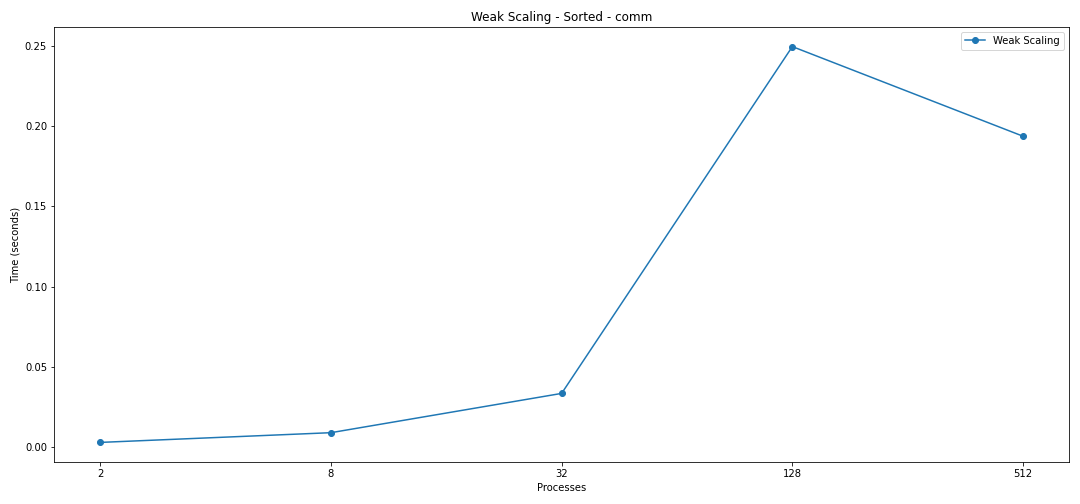 Weak Scaling - Sorted - comm
Weak Scaling
Time (seconds)
0.25
0.20
0.15
0.10
0.05
0.00
2 8 32 128 512
Processes